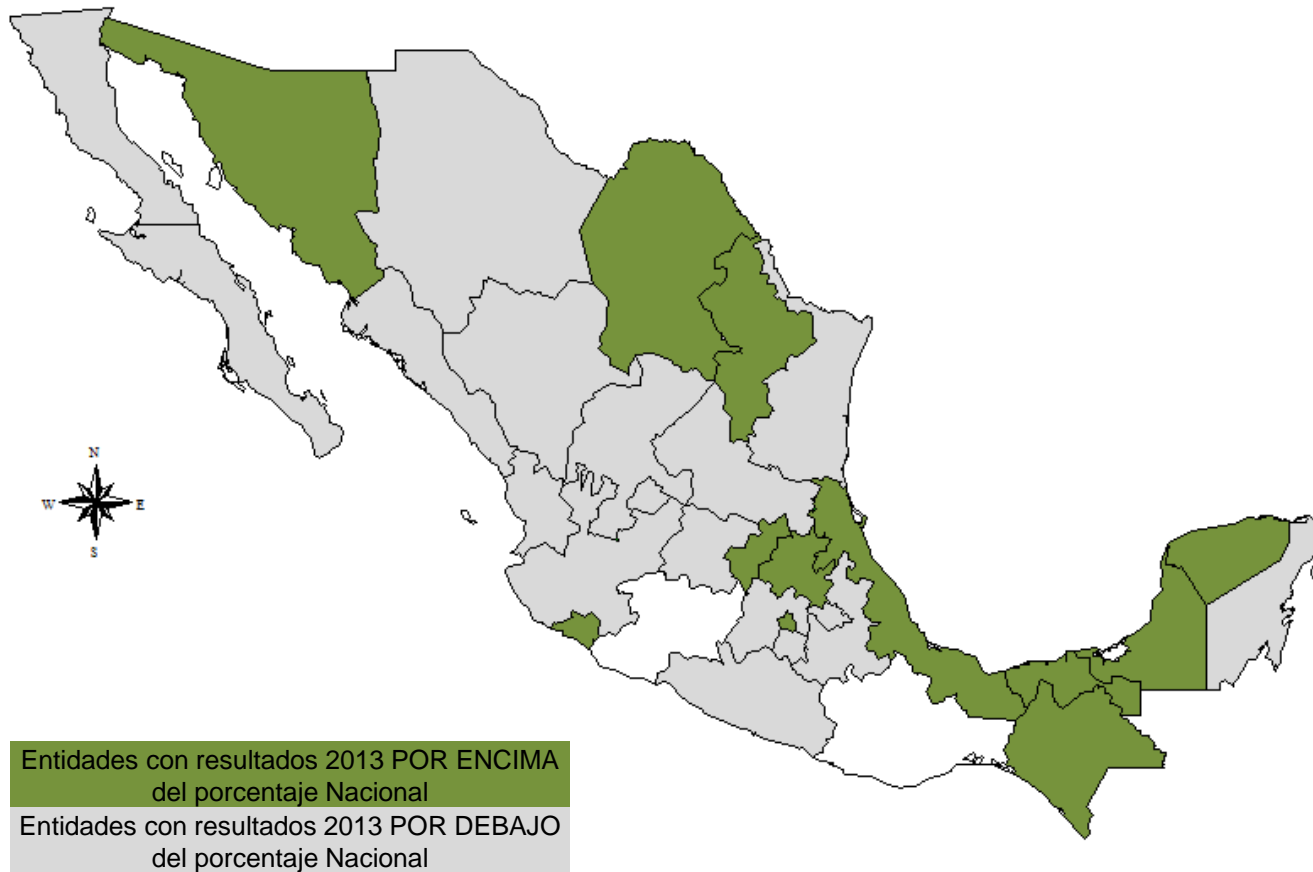 N
W E
S
Entidades con resultados 2013 POR ENCIMA
del porcentaje Nacional
Entidades con resultados 2013 POR DEBAJO
del porcentaje Nacional